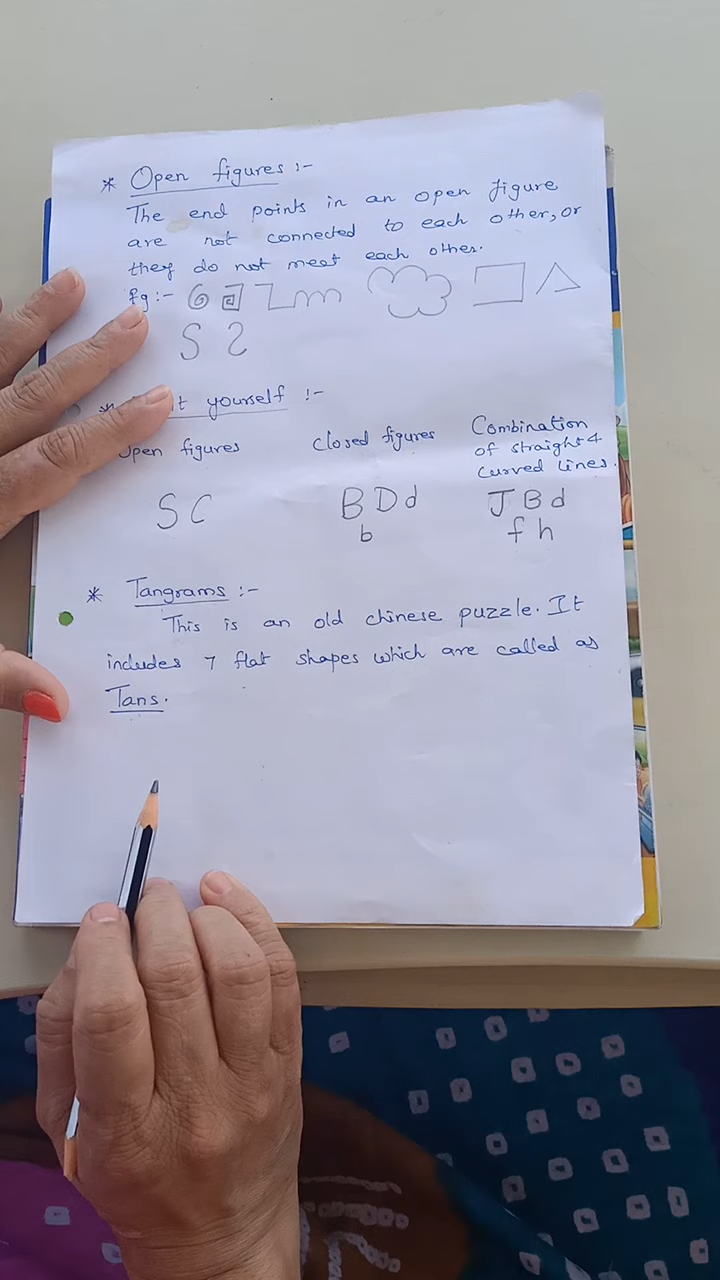 * Open figures :-
The end points in an open figure
are not connected to each other, or
they do not meet each other.
Eg :-
S 2
* yourself :-
Open figures Closed figures Combination
of straight &
curved lines.
S C B D d J B d
b f h
* Tangrams :-
This is an old chinese puzzle. It
includes 7 flat shapes which are called as
Tans.